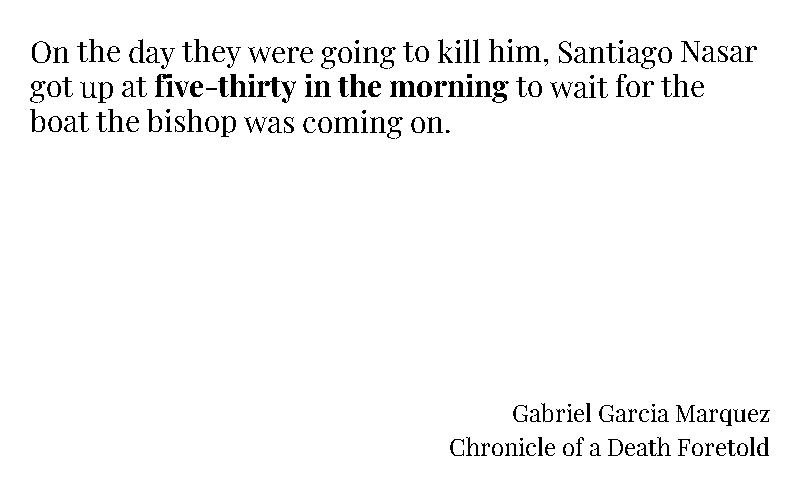 On the day they were going to kill him, Santiago Nasar
got up at five-thirty in the morning to wait for the
boat the bishop was coming on.
Gabriel Garcia Marquez
Chronicle of a Death Foretold